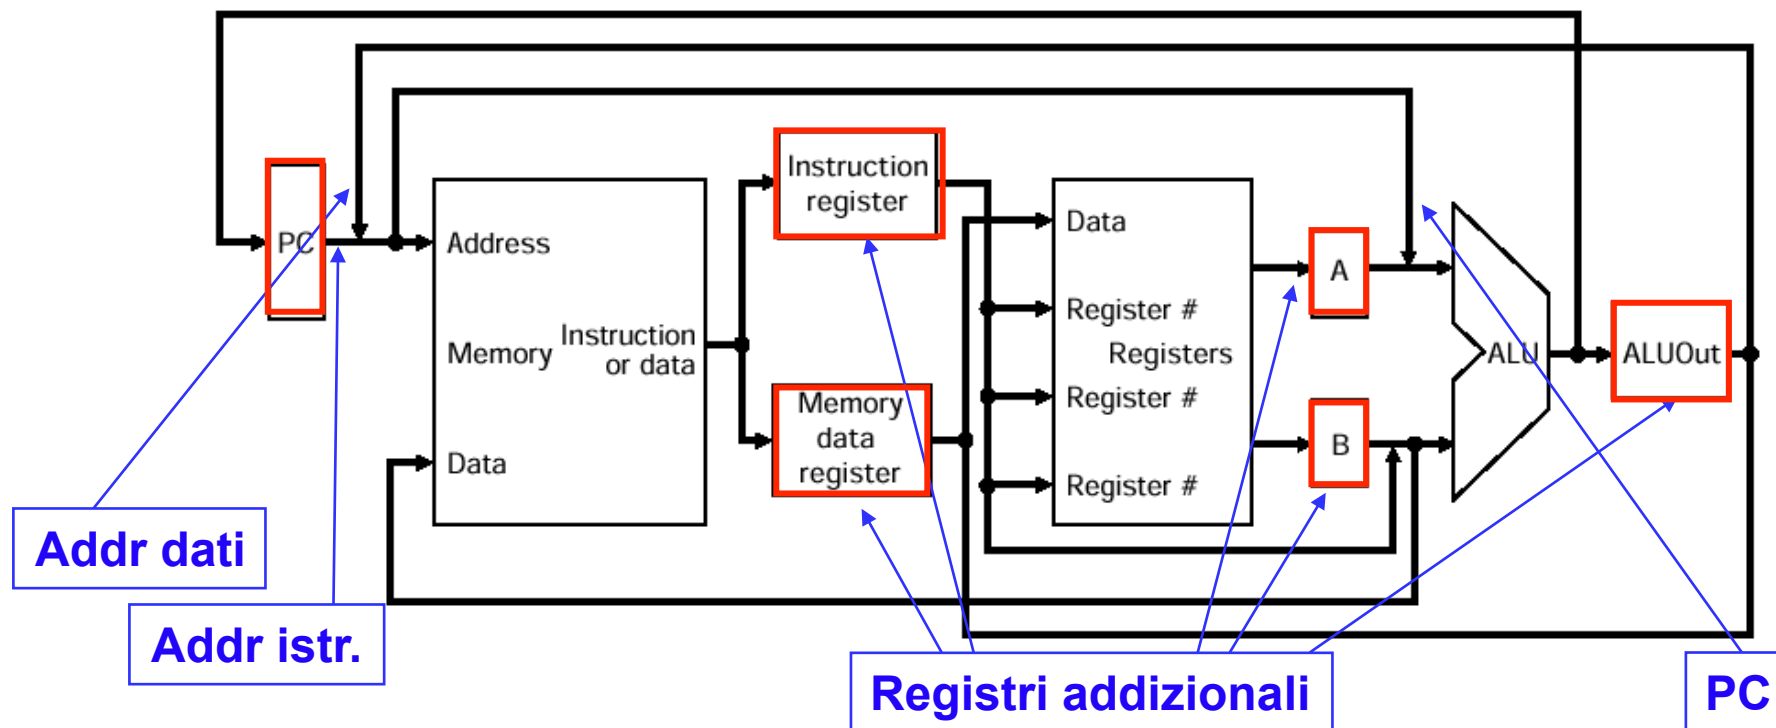 Instruction
register
PC
Address
Data
A
Register #
Memory
Instruction
or data
Registers
ALU
ALUOut
Memory
data
register
Register #
B
Data
Register #
Addr dati
Addr istr.
Registri addizionali
PC